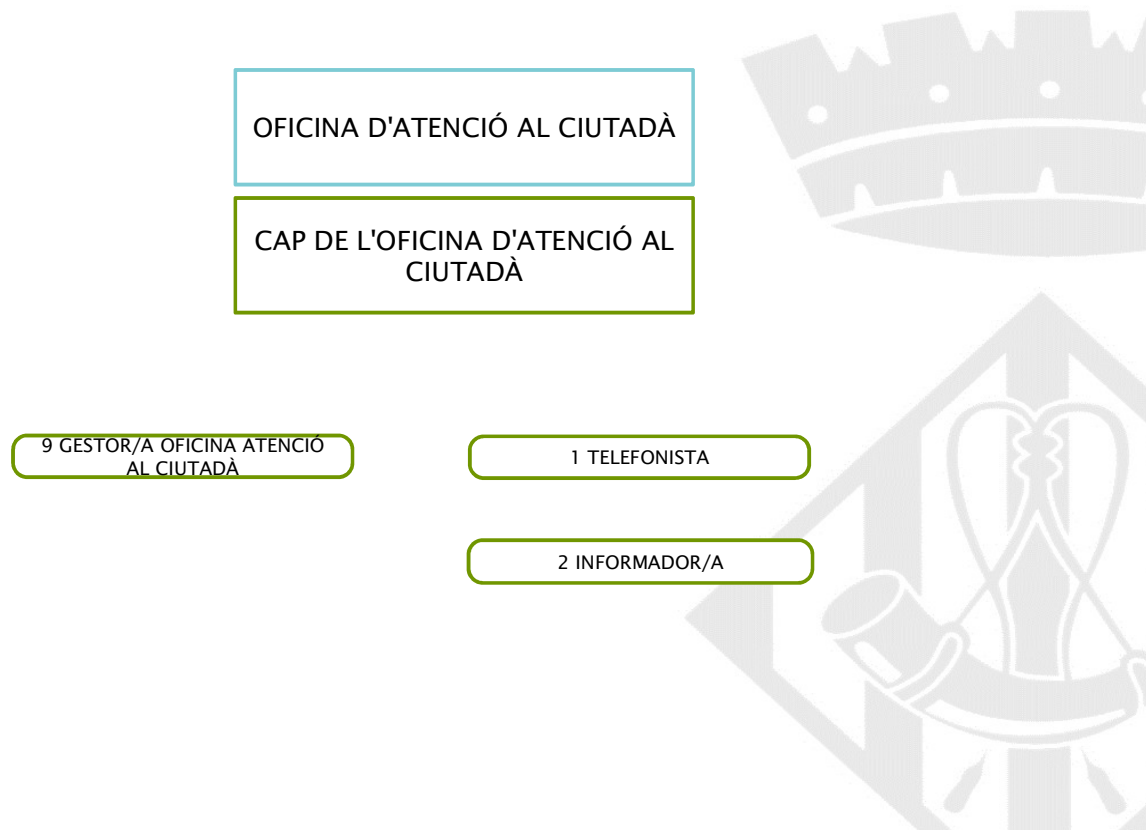 OFICINA D'ATENCIÓ AL CIUTADÀ
CAP DE L'OFICINA D'ATENCIÓ AL
CIUTADÀ
9 GESTOR/A OFICINA ATENCIÓ
AL CIUTADÀ
1 TELEFONISTA
2 INFORMADOR/A